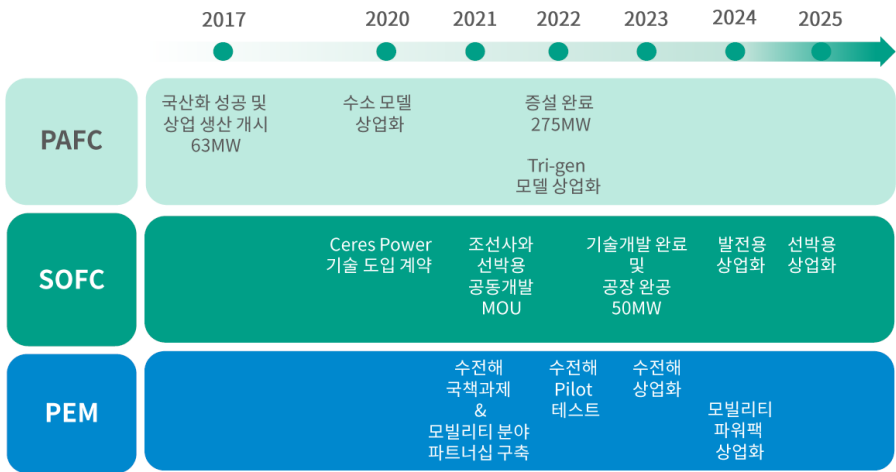 2017
2020
2021
2022
2023
2024
2025
PAFC
국산화 성공 및
상업 생산 개시
63MW
수소 모델
상업화
증설 완료
275MW
Tri-gen
모델 상업화
SOFC
Ceres Power
기술 도입 계약
조선사와
선박용
공동개발
MOU
기술개발 완료
및
공장 완공
50MW
발전용
상업화
선박용
상업화
PEM
수전해
국책과제
&
모빌리티 분야
파트너십 구축
수전해
Pilot
테스트
수전해
상업화
모빌리티
파워팩
상업화